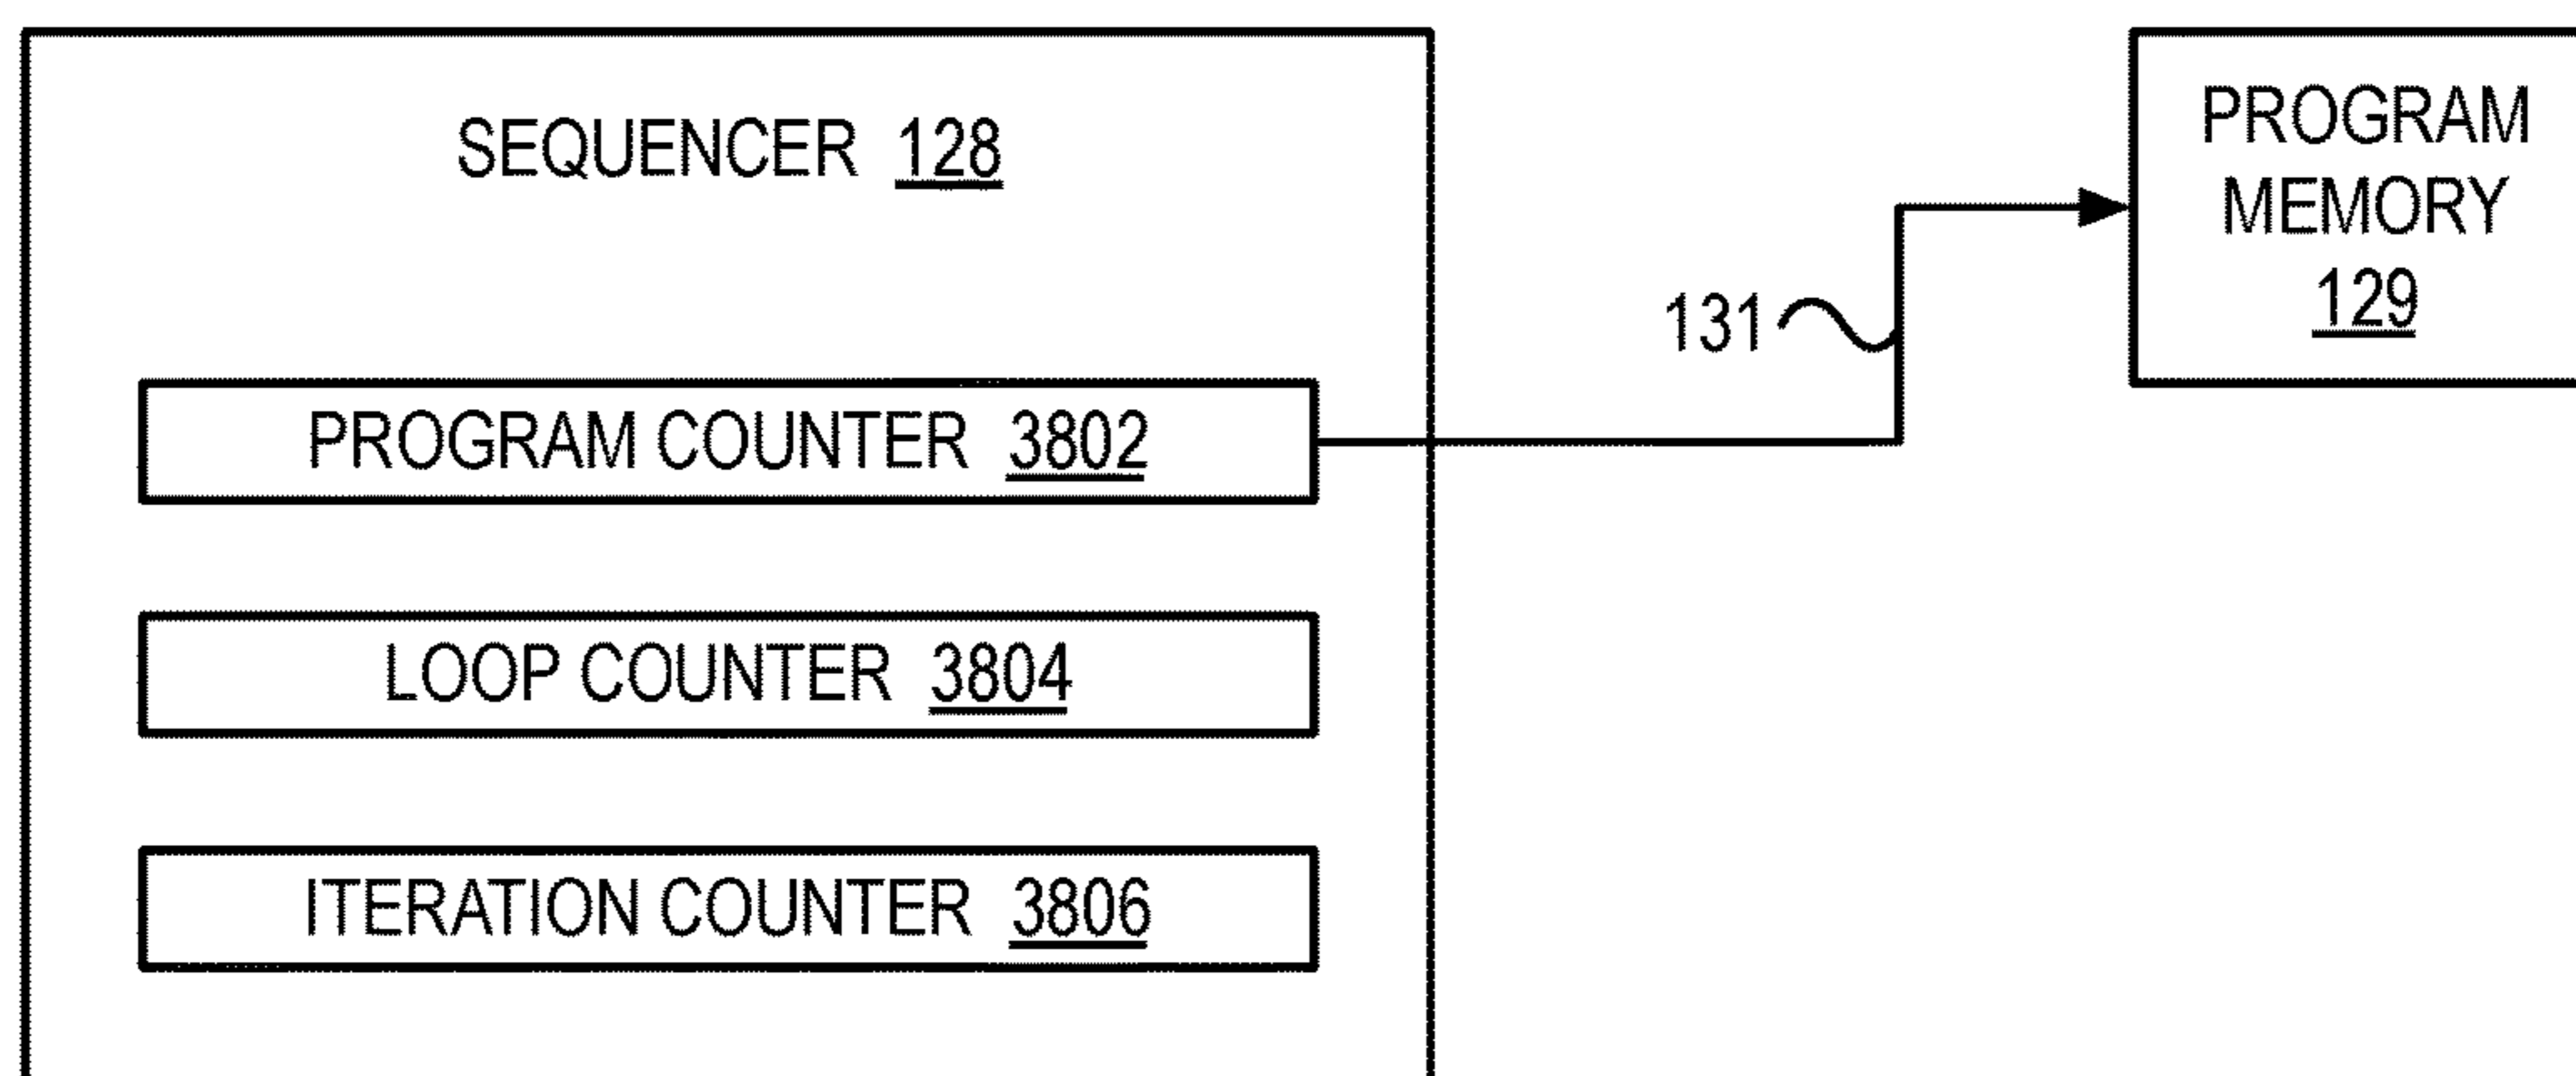 SEQUENCER 128
PROGRAM
MEMORY
129
131
PROGRAM COUNTER 3802
LOOP COUNTER 3804
ITERATION COUNTER 3806